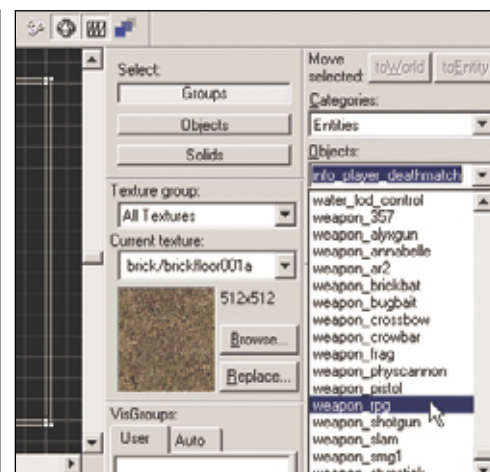 Select:
Groups
Objects
Solids
Texture group:
All Textures
Current texture:
brick/brickfloor001a
512x512
Browse...
Replace...
VisGroups:
User
Auto
Move
selected:
toWorld
toEntity
Categories:
Entities
Objects:
info_player_deathmatch
water_lod_control
weapon_357
weapon_alyxgun
weapon_annabelle
weapon_ar2
weapon_brickbat
weapon_bugbait
weapon_crossbow
weapon_crowbar
weapon_frag
weapon_physcannon
weapon_pistol
weapon_rpg
weapon_shotgun
weapon_slam
weapon_smg1
weapon_stunstick